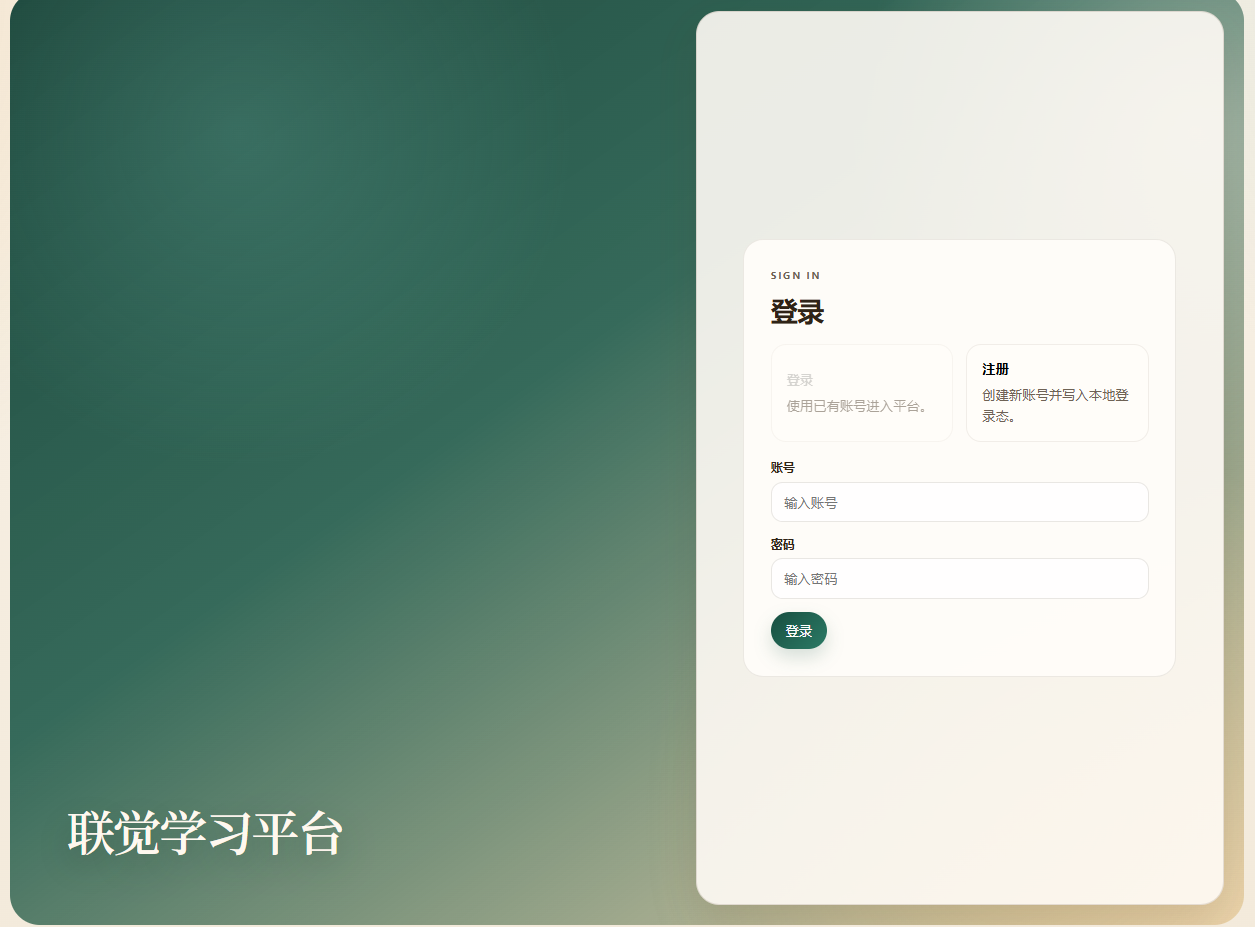 SIGN IN
登录
登录
使用已有账号进入平台。
注册
创建新账号并写入本地登
录态。
账号
输入账号
密码
输入密码
登录
联觉学习平台